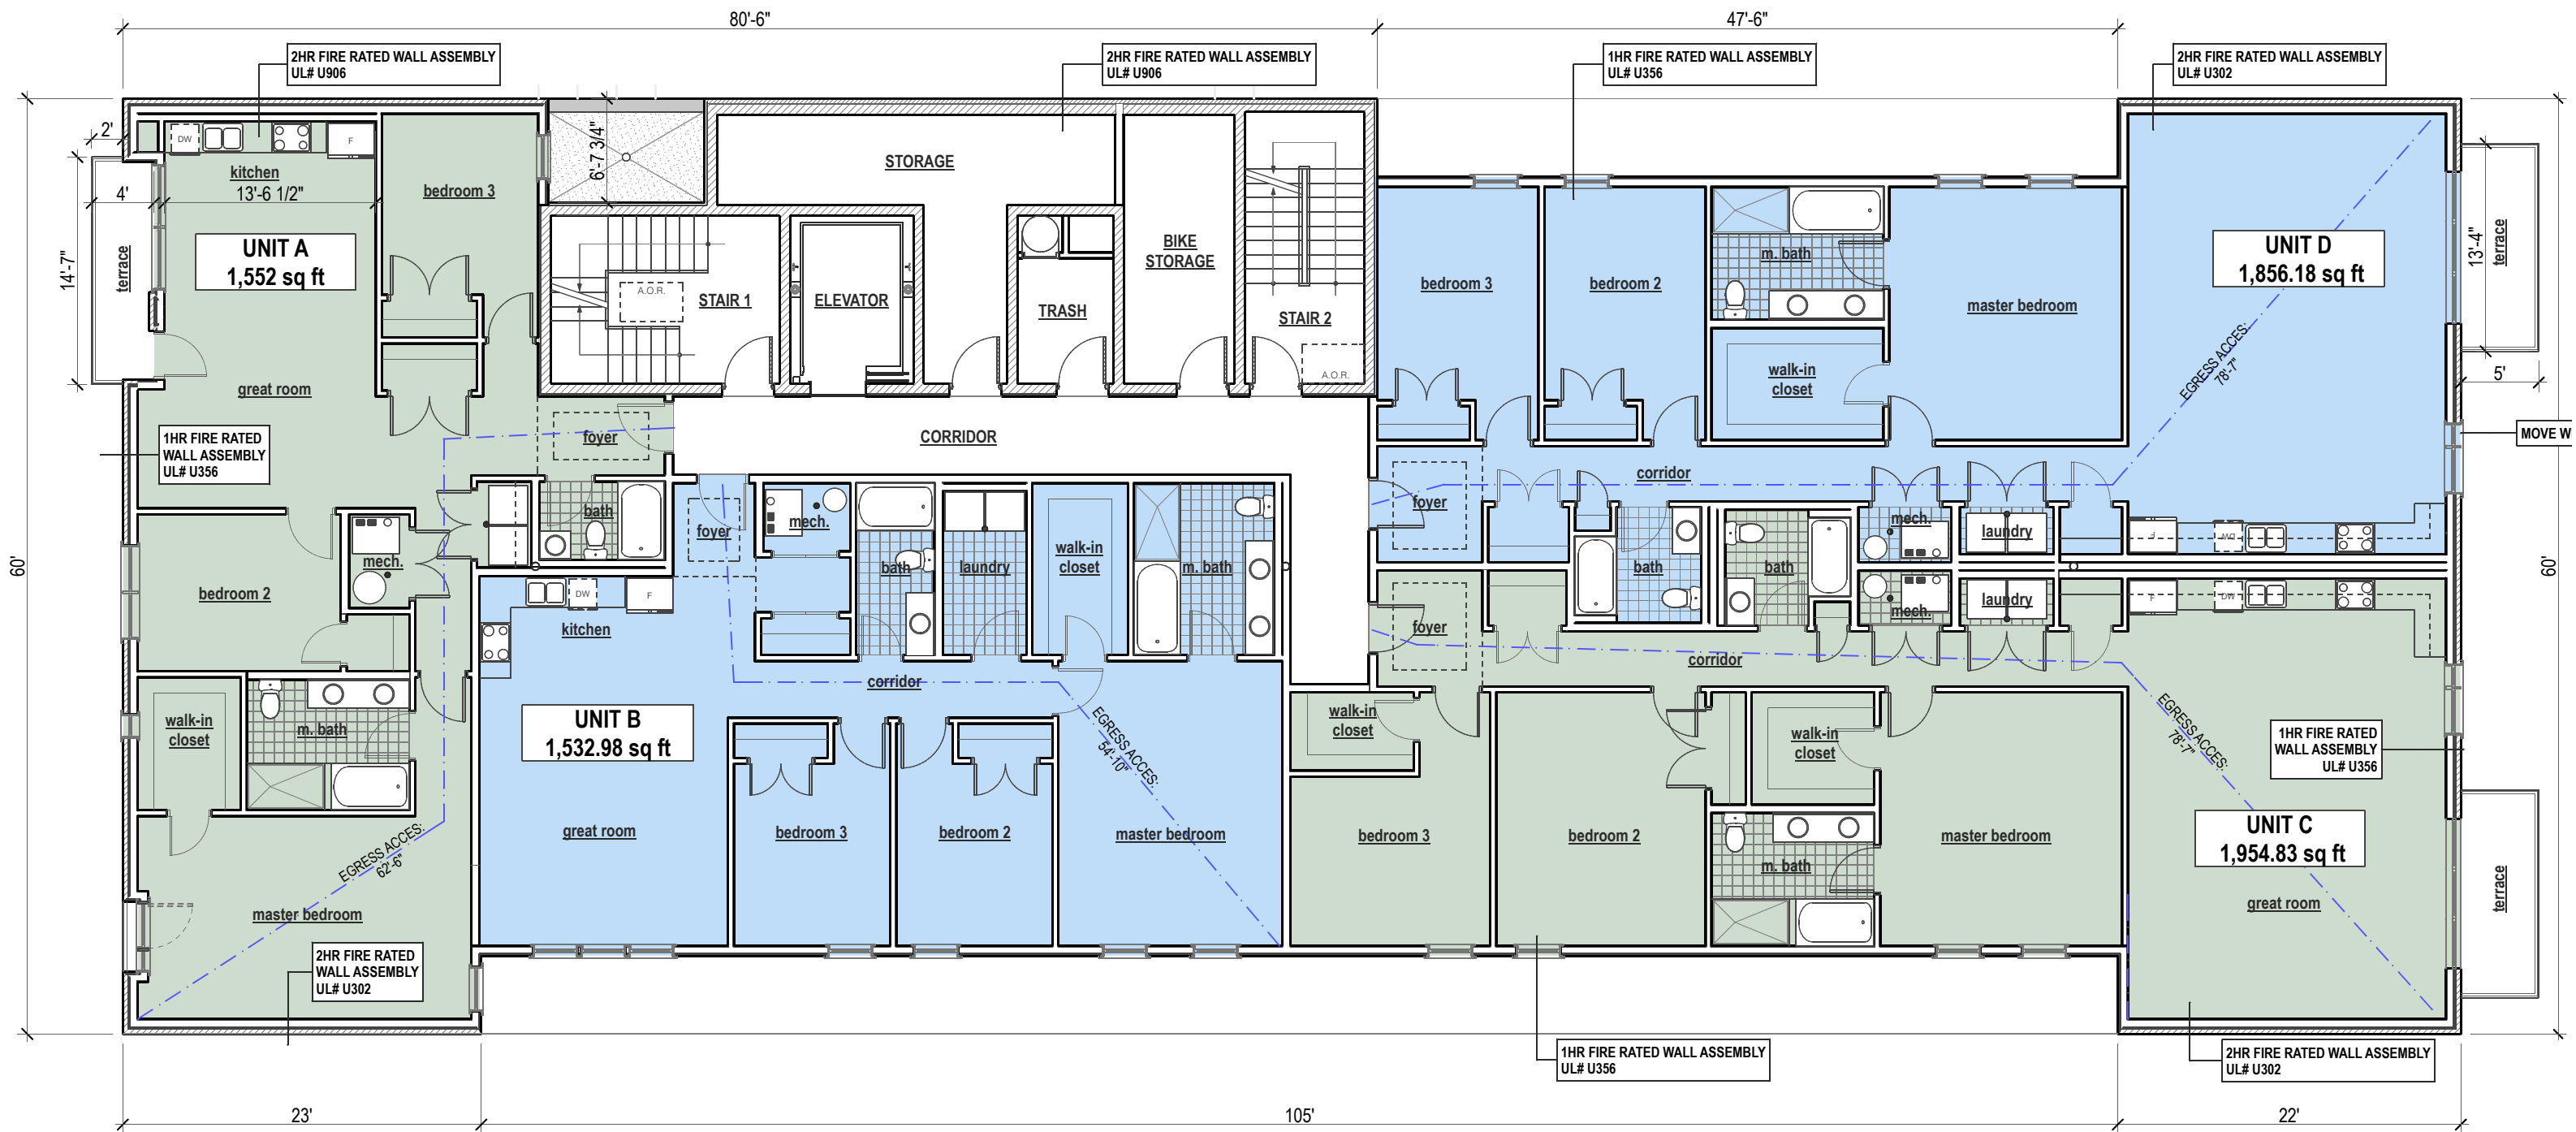 80'-6"
47'-6"
2HR FIRE RATED WALL ASSEMBLY
UL# U906
2HR FIRE RATED WALL ASSEMBLY
UL# U906
1HR FIRE RATED WALL ASSEMBLY
UL# U356
2HR FIRE RATED WALL ASSEMBLY
UL# U302
2'
DW
F
kitchen
13'-6 1/2"
4'
14'-7"
terrace
UNIT A
1,552 sq ft
bedroom 3
6'-7 3/4"
STORAGE
A.O.R.
STAIR 1
ELEVATOR
TRASH
BIKE
STORAGE
STAIR 2
A.O.R.
bedroom 3
bedroom 2
m. bath
walk-in
closet
master bedroom
UNIT D
1,856.18 sq ft
13'-4"
terrace
5'
EGRESS ACCES:
78'-7"
great room
foyer
CORRIDOR
MOVE W
1HR FIRE RATED
WALL ASSEMBLY
UL# U356
corridor
foyer
60'
60'
bath
mech.
bedroom 2
foyer
mech.
bath
laundry
walk-in
closet
m. bath
bath
bath
mech.
laundry
F
DW
kitchen
DW
F
foyer
mech.
laundry
F
DW
corridor
corridor
walk-in
closet
m. bath
UNIT B
1,532.98 sq ft
EGRESS ACCES:
54'-10"
walk-in
closet
walk-in
closet
EGRESS ACCES:
78'-7"
1HR FIRE RATED
WALL ASSEMBLY
UL# U356
EGRESS ACCES:
62'-6"
great room
bedroom 3
bedroom 2
master bedroom
bedroom 3
bedroom 2
m. bath
master bedroom
UNIT C
1,954.83 sq ft
great room
terrace
master bedroom
2HR FIRE RATED
WALL ASSEMBLY
UL# U302
1HR FIRE RATED WALL ASSEMBLY
UL# U356
2HR FIRE RATED WALL ASSEMBLY
UL# U302
23'
105'
22'